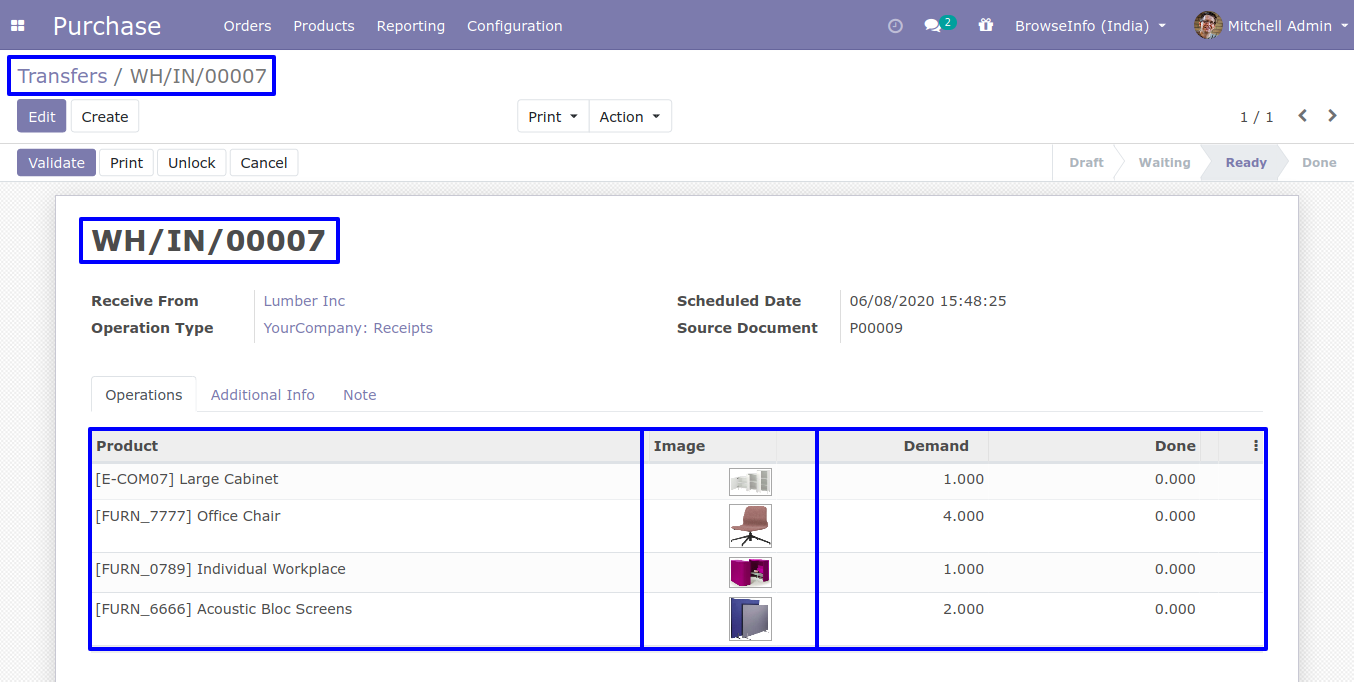 Purchase Orders Products Reporting Configuration 2 BrowseInfo (India) Mitchell Admin
Transfers / WH/IN/00007
Edit Create Print Action 1 / 1
Validate Print Unlock Cancel Draft Waiting Ready Done
WH/IN/00007
Receive From Lumber Inc Scheduled Date 06/08/2020 15:48:25
Operation Type YourCompany: Receipts Source Document P00009
Operations Additional Info Note
Product Image Demand Done
[E-COM07] Large Cabinet 1.000 0.000
[FURN_7777] Office Chair 4.000 0.000
[FURN_0789] Individual Workplace 1.000 0.000
[FURN_6666] Acoustic Bloc Screens 2.000 0.000